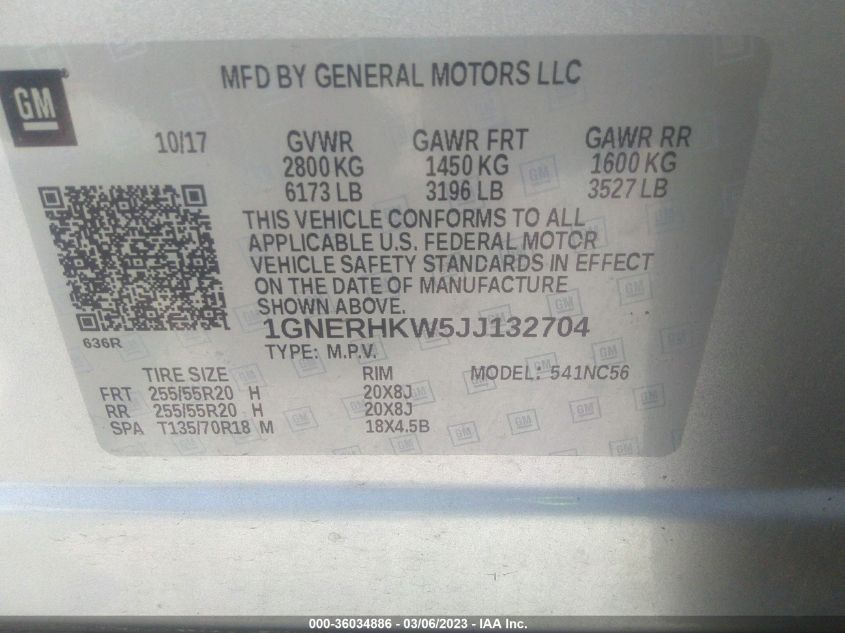 GM
MFD BY GENERAL MOTORS LLC
10/17 GVWR GAWR FRT GAWR RR
2800 KG 1450 KG 1600 KG
6173 LB 3196 LB 3527 LB
THIS VEHICLE CONFORMS TO ALL
APPLICABLE U.S. FEDERAL MOTOR
VEHICLE SAFETY STANDARDS IN EFFECT
ON THE DATE OF MANUFACTURE
SHOWN ABOVE.
1GNERHKW5JJ132704
636R
TYPE: M.P.V.
TIRE SIZE RIM MODEL: 541NC56
FRT 255/55R20 H 20X8J
RR 255/55R20 H 20X8J
SPA T135/70R18 M 18X4.5B
000-36034886 - 03/06/2023 - IAA Inc.